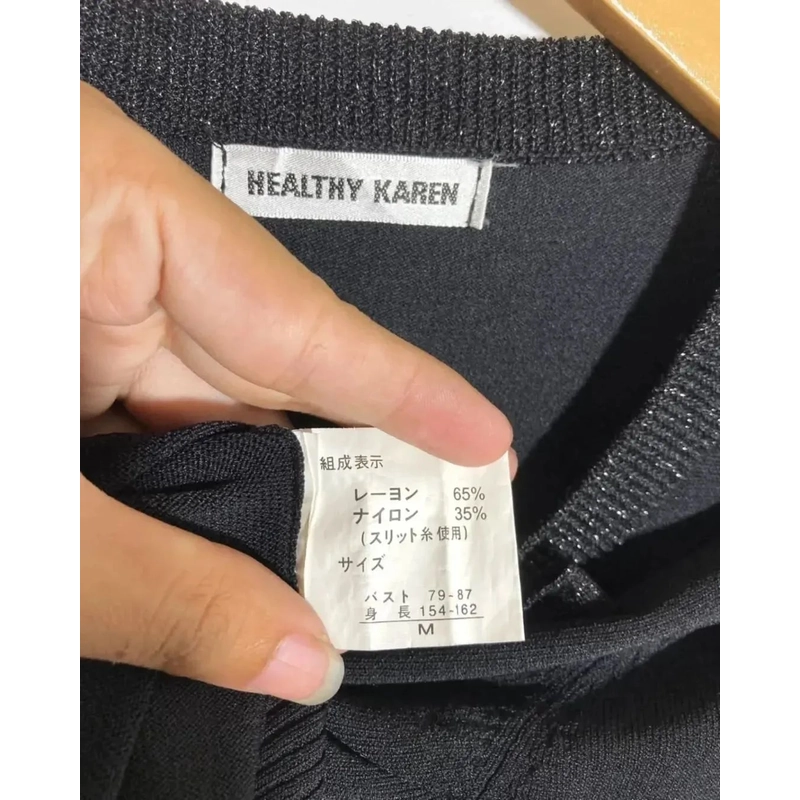 HEALTHY KAREN
組成表示
レーヨン 65%
ナイロン 35%
(スリット糸使用)
サイズ
バスト 79-87
身長 154-162
M